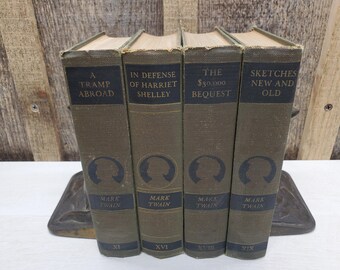 A
TRAMP
ABROAD
MARK
TWAIN
IN DEFENSE
OF HARRIET
SHELLEY
MARK
TWAIN
XVI
THE
$30,000
BEQUEST
MARK
TWAIN
SKETCHES
NEW AND
OLD
MARK
TWAIN